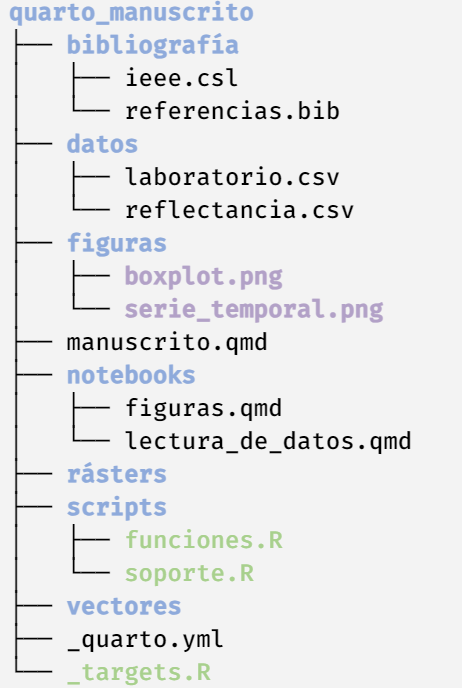 quarto_manuscrito
├── bibliografía
│   ├── ieee.csl
│   └── referencias.bib
├── datos
│   ├── laboratorio.csv
│   └── reflectancia.csv
├── figuras
│   ├── boxplot.png
│   └── serie_temporal.png
├── manuscrito.qmd
├── notebooks
│   ├── figuras.qmd
│   └── lectura_de_datos.qmd
├── rásters
├── scripts
│   ├── funciones.R
│   └── soporte.R
├── vectores
├── _quarto.yml
└── _targets.R